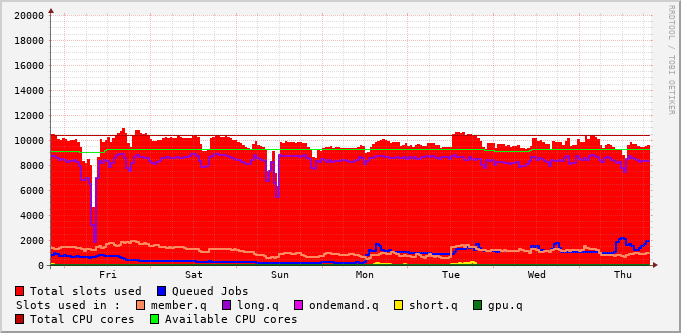 20000
18000
16000
14000
12000
10000
8000
6000
4000
2000
0
Fri Sat Sun Mon Tue Wed Thu
Total slots used Queued Jobs
Slots used in : member.q long.q ondemand.q short.q gpu.q
Total CPU cores Available CPU cores
RRDTOOL / TOBI OETIKER